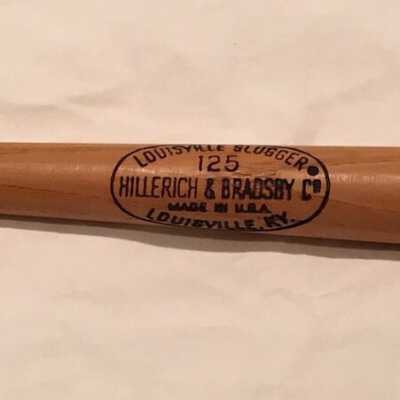 LOUISVILLE SLUGGER
125
HILLERICH & BRADSBY Co
MADE IN U.S.A
LOUISVILLE, KY.